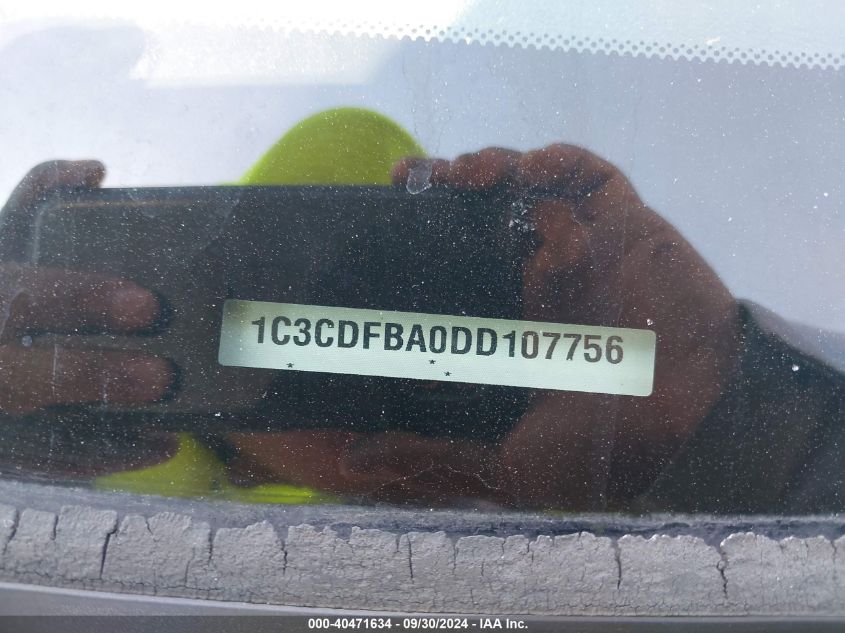 1C3CDFBA0DD107756
* * *
000-40471634 - 09/30/2024 - IAA Inc.